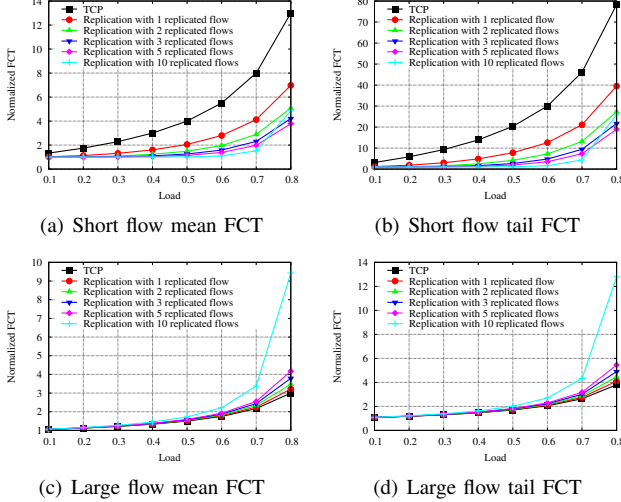 14
12
10
8
6
4
2
0
Normalized FCT
TCP
Replication with 1 replicated flow
Replication with 2 replicated flows
Replication with 3 replicated flows
Replication with 5 replicated flows
Replication with 10 replicated flows
0.1 0.2 0.3 0.4 0.5 0.6 0.7 0.8
Load
(a) Short flow mean FCT
80
70
60
50
40
30
20
10
0
Normalized FCT
TCP
Replication with 1 replicated flow
Replication with 2 replicated flows
Replication with 3 replicated flows
Replication with 5 replicated flows
Replication with 10 replicated flows
0.1 0.2 0.3 0.4 0.5 0.6 0.7 0.8
Load
(b) Short flow tail FCT
10
9
8
7
6
5
4
3
2
1
Normalized FCT
TCP
Replication with 1 replicated flow
Replication with 2 replicated flows
Replication with 3 replicated flows
Replication with 5 replicated flows
Replication with 10 replicated flows
0.1 0.2 0.3 0.4 0.5 0.6 0.7 0.8
Load
(c) Large flow mean FCT
14
12
10
8
6
4
2
0
Normalized FCT
TCP
Replication with 1 replicated flow
Replication with 2 replicated flows
Replication with 3 replicated flows
Replication with 5 replicated flows
Replication with 10 replicated flows
0.1 0.2 0.3 0.4 0.5 0.6 0.7 0.8
Load
(d) Large flow tail FCT